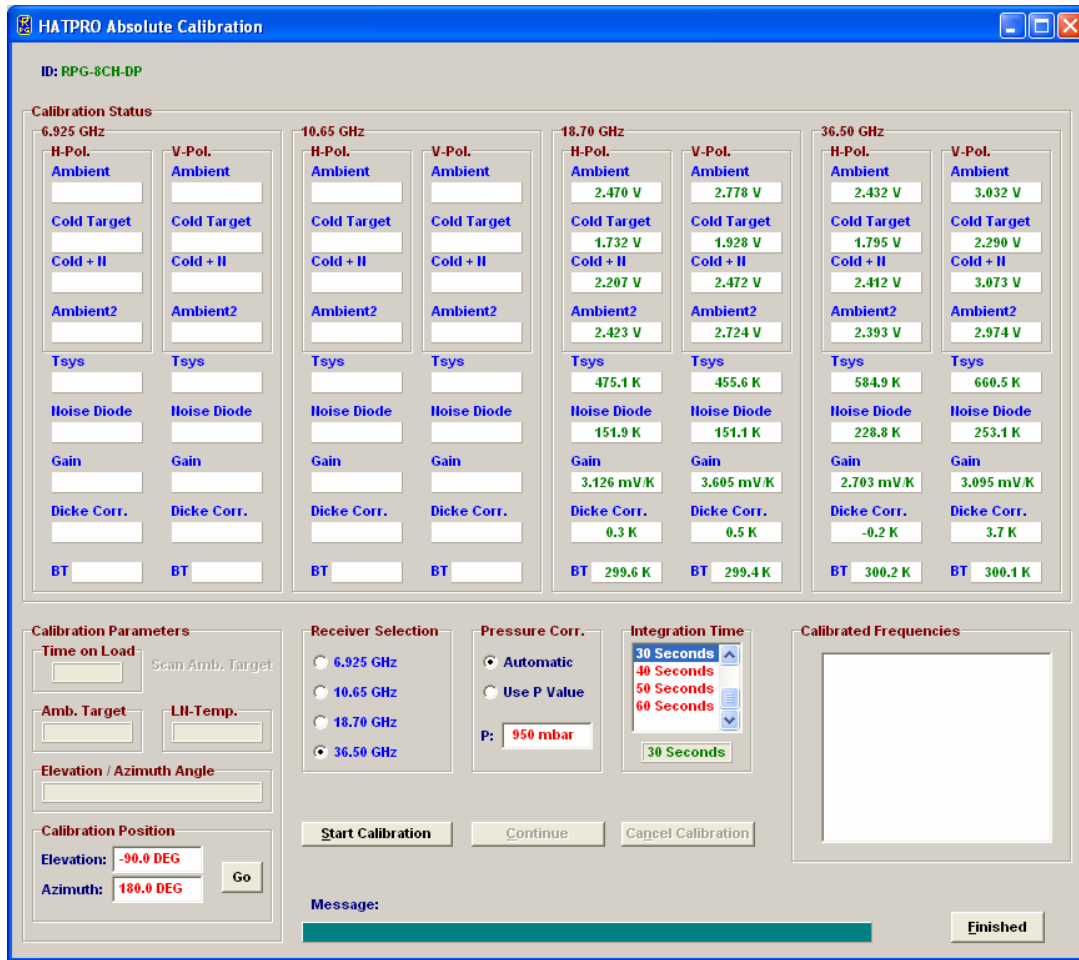 HATPRO Absolute Calibration
ID: RPG-8CH-DP
Calibration Status
6.925 GHz 10.65 GHz 18.70 GHz 36.50 GHz
H-Pol. V-Pol. H-Pol. V-Pol. H-Pol. V-Pol. H-Pol. V-Pol.
Ambient Ambient Ambient Ambient Ambient Ambient Ambient Ambient
2.470 V 2.778 V 2.432 V 3.032 V
Cold Target Cold Target Cold Target Cold Target Cold Target Cold Target Cold Target Cold Target
1.732 V 1.928 V 1.795 V 2.290 V
Cold + N Cold + N Cold + N Cold + N Cold + N Cold + N Cold + N Cold + N
2.207 V 2.472 V 2.412 V 3.073 V
Ambient2 Ambient2 Ambient2 Ambient2 Ambient2 Ambient2 Ambient2 Ambient2
2.423 V 2.724 V 2.393 V 2.974 V
Tsys Tsys Tsys Tsys Tsys Tsys Tsys Tsys
475.1 K 455.6 K 584.9 K 660.5 K
Noise Diode Noise Diode Noise Diode Noise Diode Noise Diode Noise Diode Noise Diode Noise Diode
151.9 K 151.1 K 228.8 K 253.1 K
Gain Gain Gain Gain Gain Gain Gain Gain
3.126 mV/K 3.605 mV/K 2.703 mV/K 3.095 mV/K
Dicke Corr. Dicke Corr. Dicke Corr. Dicke Corr. Dicke Corr. Dicke Corr. Dicke Corr. Dicke Corr.
0.3 K 0.5 K -0.2 K 3.7 K
BT BT BT BT BT 299.6 K BT 299.4 K BT 300.2 K BT 300.1 K
Calibration Parameters
Time on Load
Scan Amb. Target
Amb. Target LN-Temp.
Elevation / Azimuth Angle
Calibration Position
Elevation: -90.0 DEG
Azimuth: 180.0 DEG
Go
Receiver Selection
6.925 GHz
10.65 GHz
18.70 GHz
36.50 GHz
Pressure Corr.
Automatic
Use P Value
P: 950 mbar
Integration Time
30 Seconds
40 Seconds
50 Seconds
60 Seconds
30 Seconds
Calibrated Frequencies
Start Calibration Continue Cancel Calibration
Message:
Finished